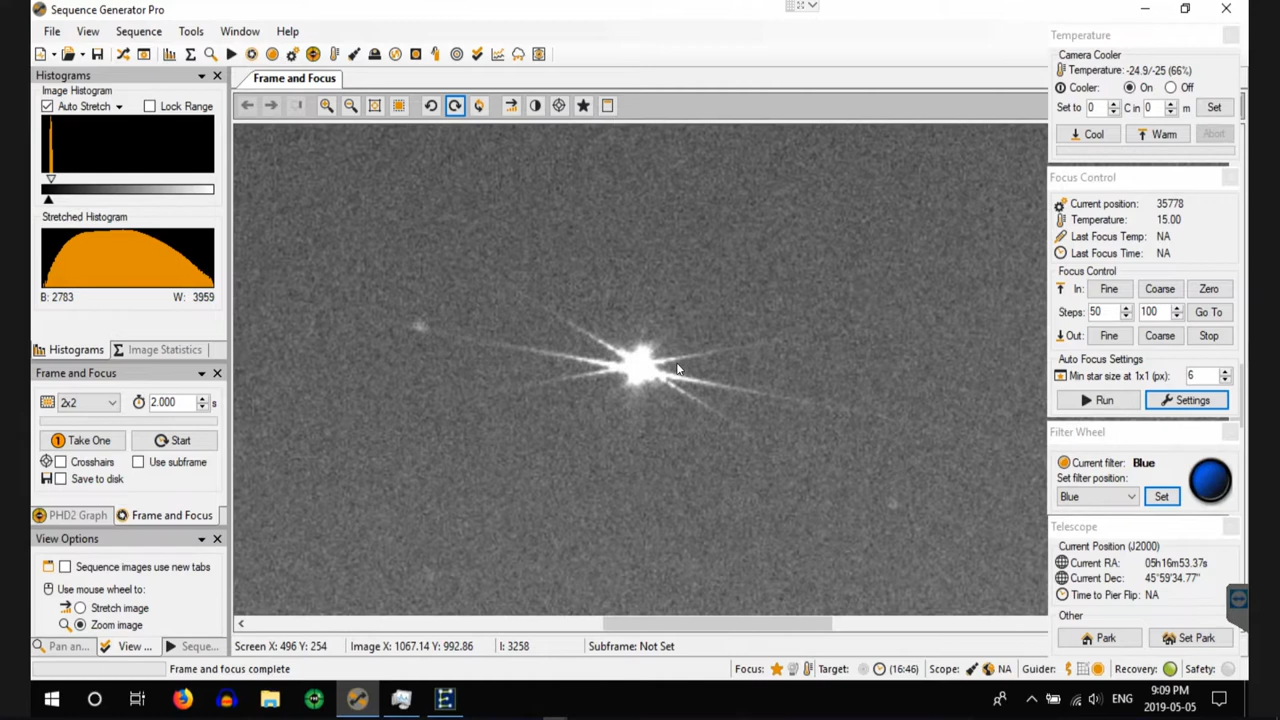 Sequence Generator Pro
File View Sequence Tools Window Help
Histograms
Image Histogram
Auto Stretch Lock Range
Stretched Histogram
B: 2783 W: 3959
Histograms Image Statistics
Frame and Focus
2x2 2.000 s
Take One Start
Crosshairs Use subframe
Save to disk
PHD2 Graph Frame and Focus
View Options
Sequence images use new tabs
Use mouse wheel to
Stretch image
Zoom image
Pan an... View ... Seque...
Frame and Focus
Screen X: 496 Y: 254 Image X: 1067.14 Y: 992.86 I: 3258 Subframe: Not Set
Temperature
Camera Cooler
Temperature: -24.9/-25 (66%)
Cooler: On Off
Set to 0 C in 0 m Set
Cool Warm Abort
Focus Control
Current position: 35778
Temperature: 15.00
Last Focus Temp: NA
Last Focus Time: NA
Focus Control
In: Fine Coarse Zero
Steps: 50 100 Go To
Out: Fine Coarse Stop
Auto Focus Settings
Min star size at 1x1 (px): 6
Run Settings
Filter Wheel
Current filter: Blue
Set filter position:
Blue Set
Telescope
Current Position (J2000)
Current RA: 05h16m53.37s
Current Dec: 45°59'34.77"
Time to Pier Flip: NA
Other
Park Set Park
Frame and focus complete Focus: Target: (16:46) Scope: NA Guider: Recovery: Safety:
ENG 9:09 PM
2019-05-05